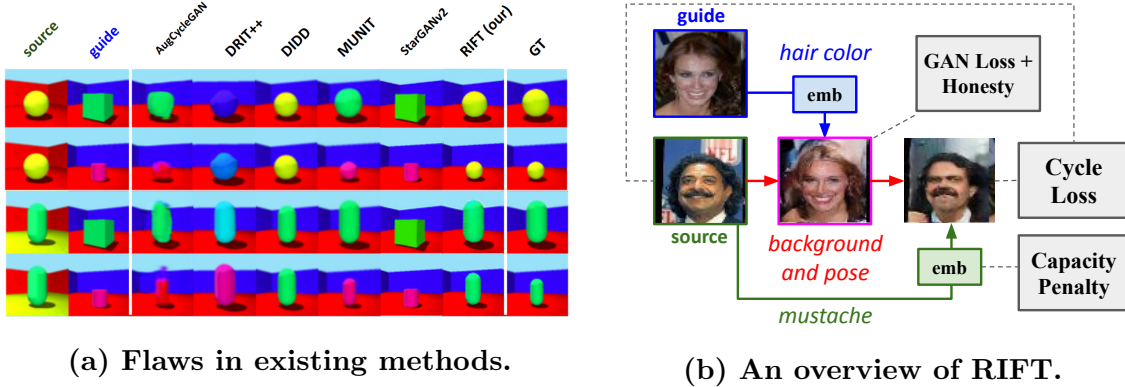 source
guide
AugCycleGAN
DRIT++
DIDD
MUNIT
StarGANv2
RIFT (our)
GT
(a) Flaws in existing methods.
guide
hair color
emb
GAN Loss +
Honesty
NFL
source
background
and pose
emb
mustache
Cycle
Loss
Capacity
Penalty
(b) An overview of RIFT.